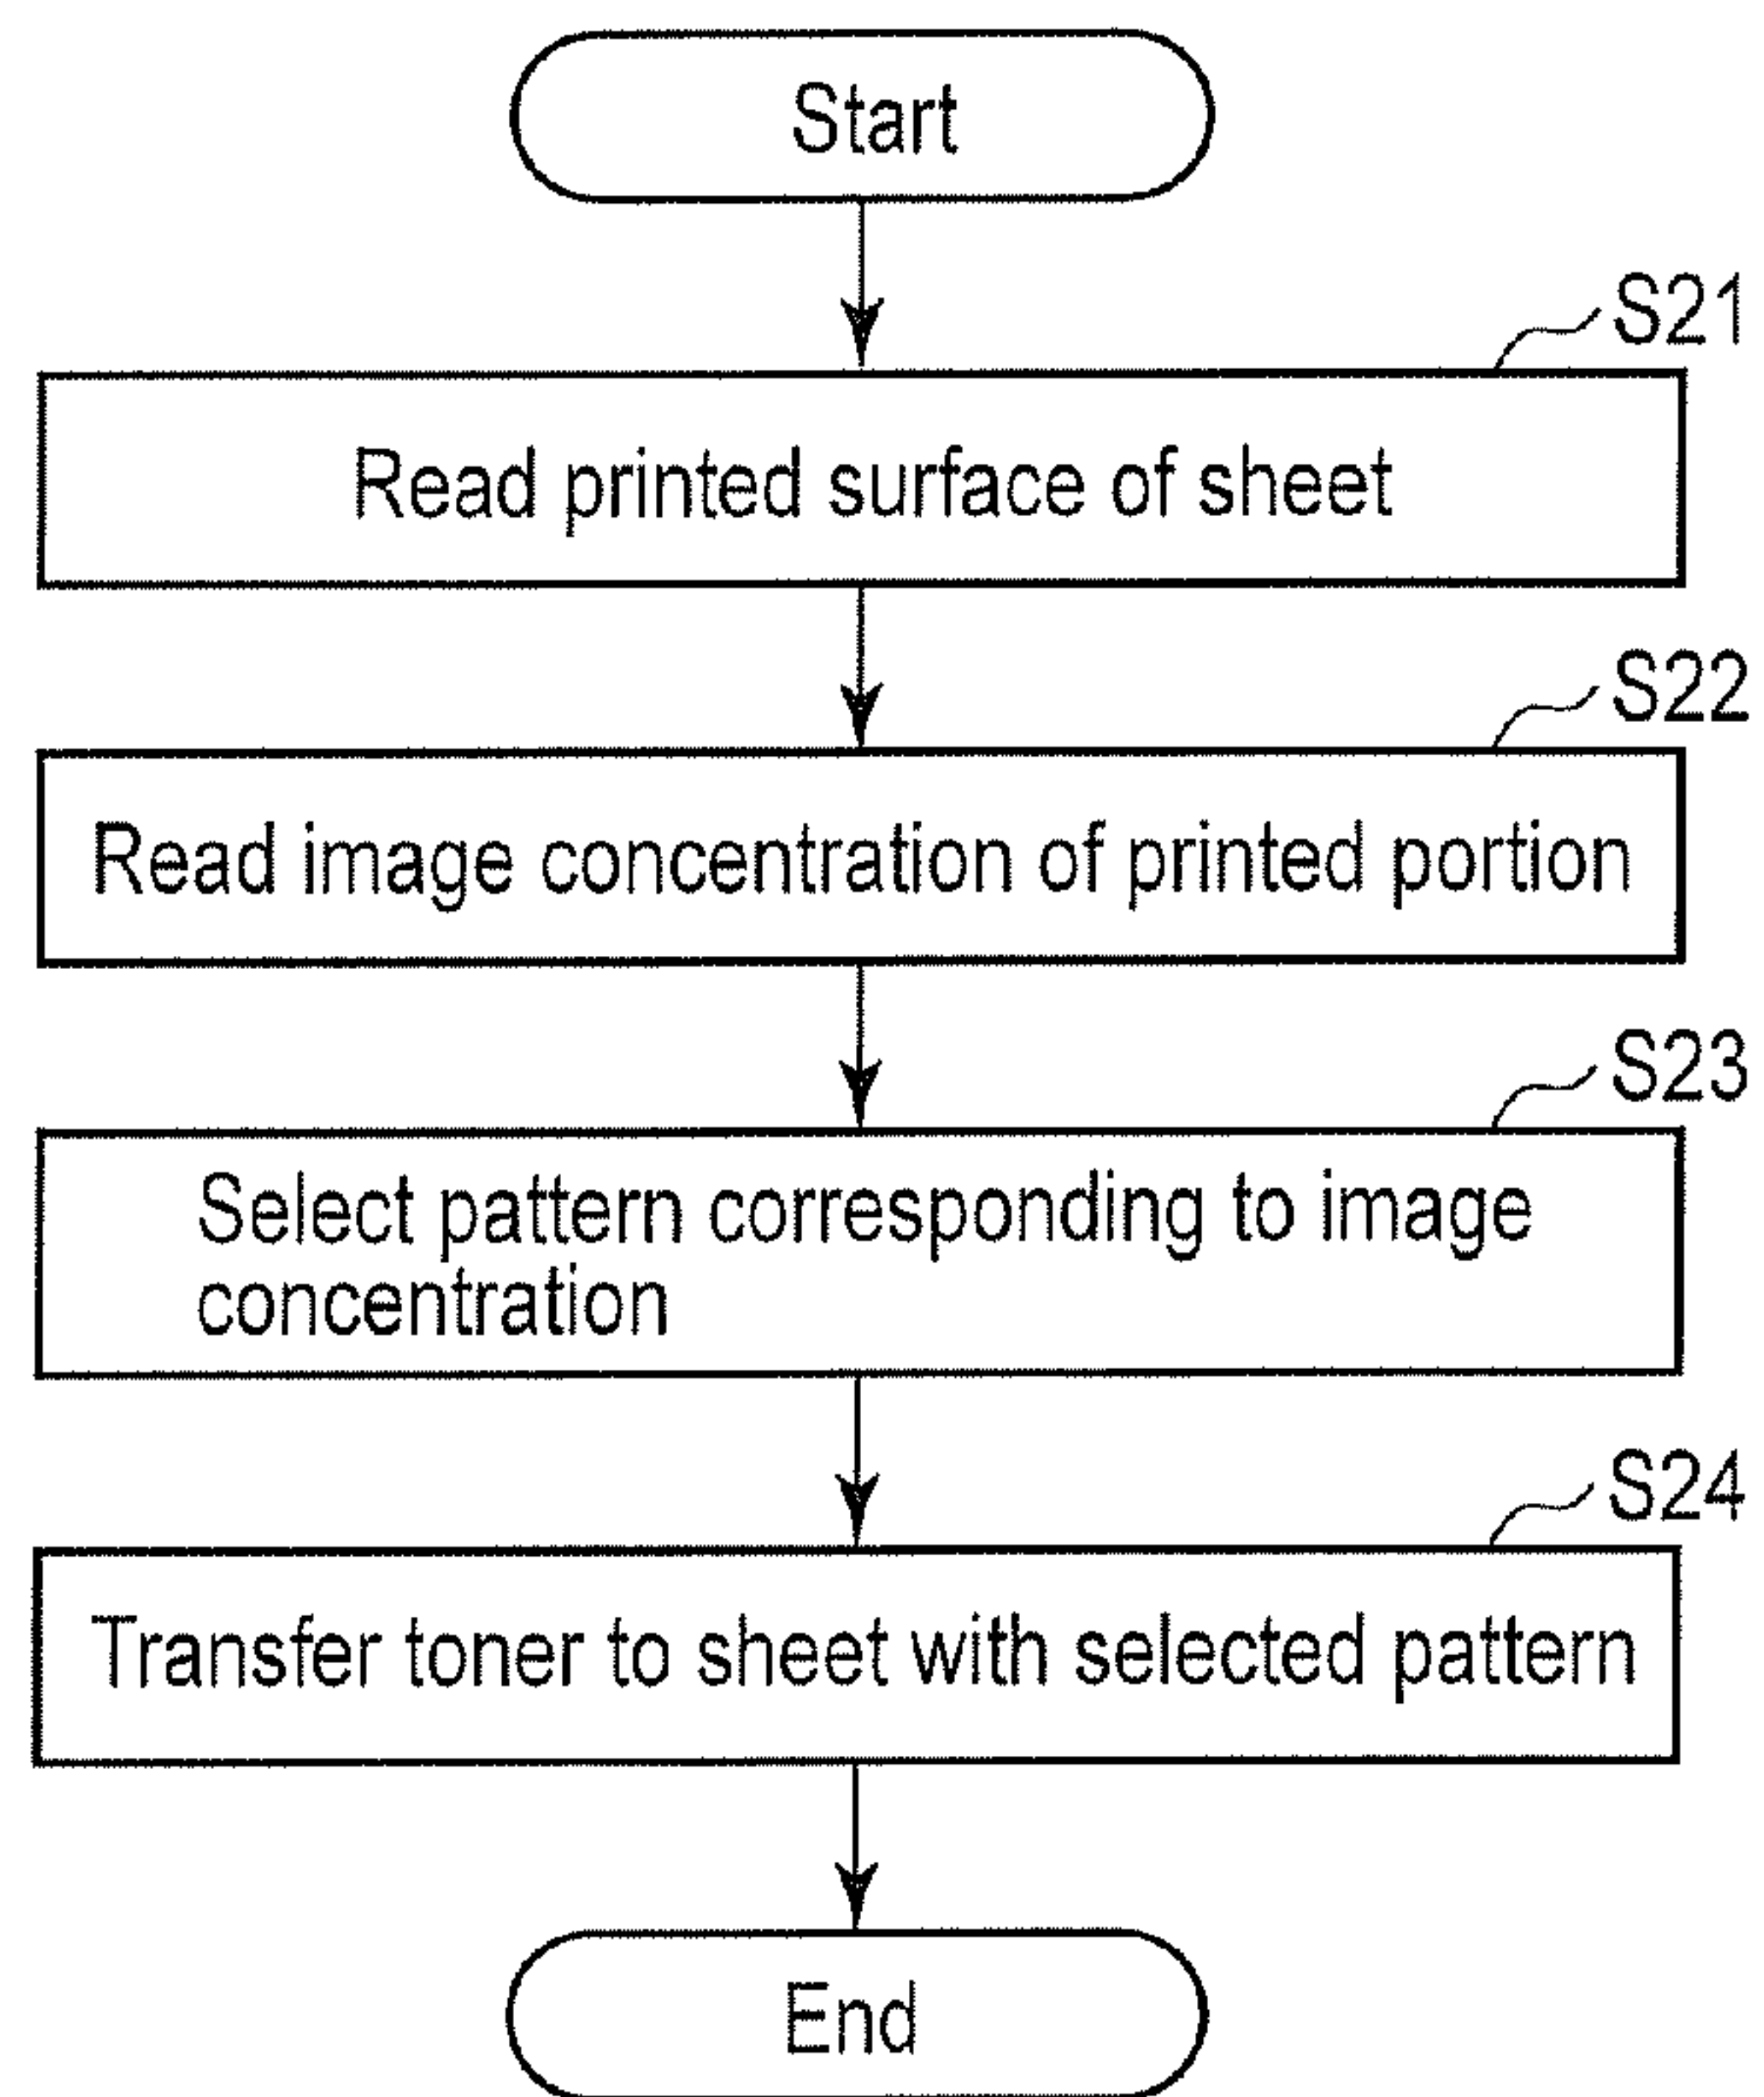 Start
S21
Read printed surface of sheet
S22
Read image concentration of printed portion
S23
Select pattern corresponding to image
concentration
S24
Transfer toner to sheet with selected pattern
End